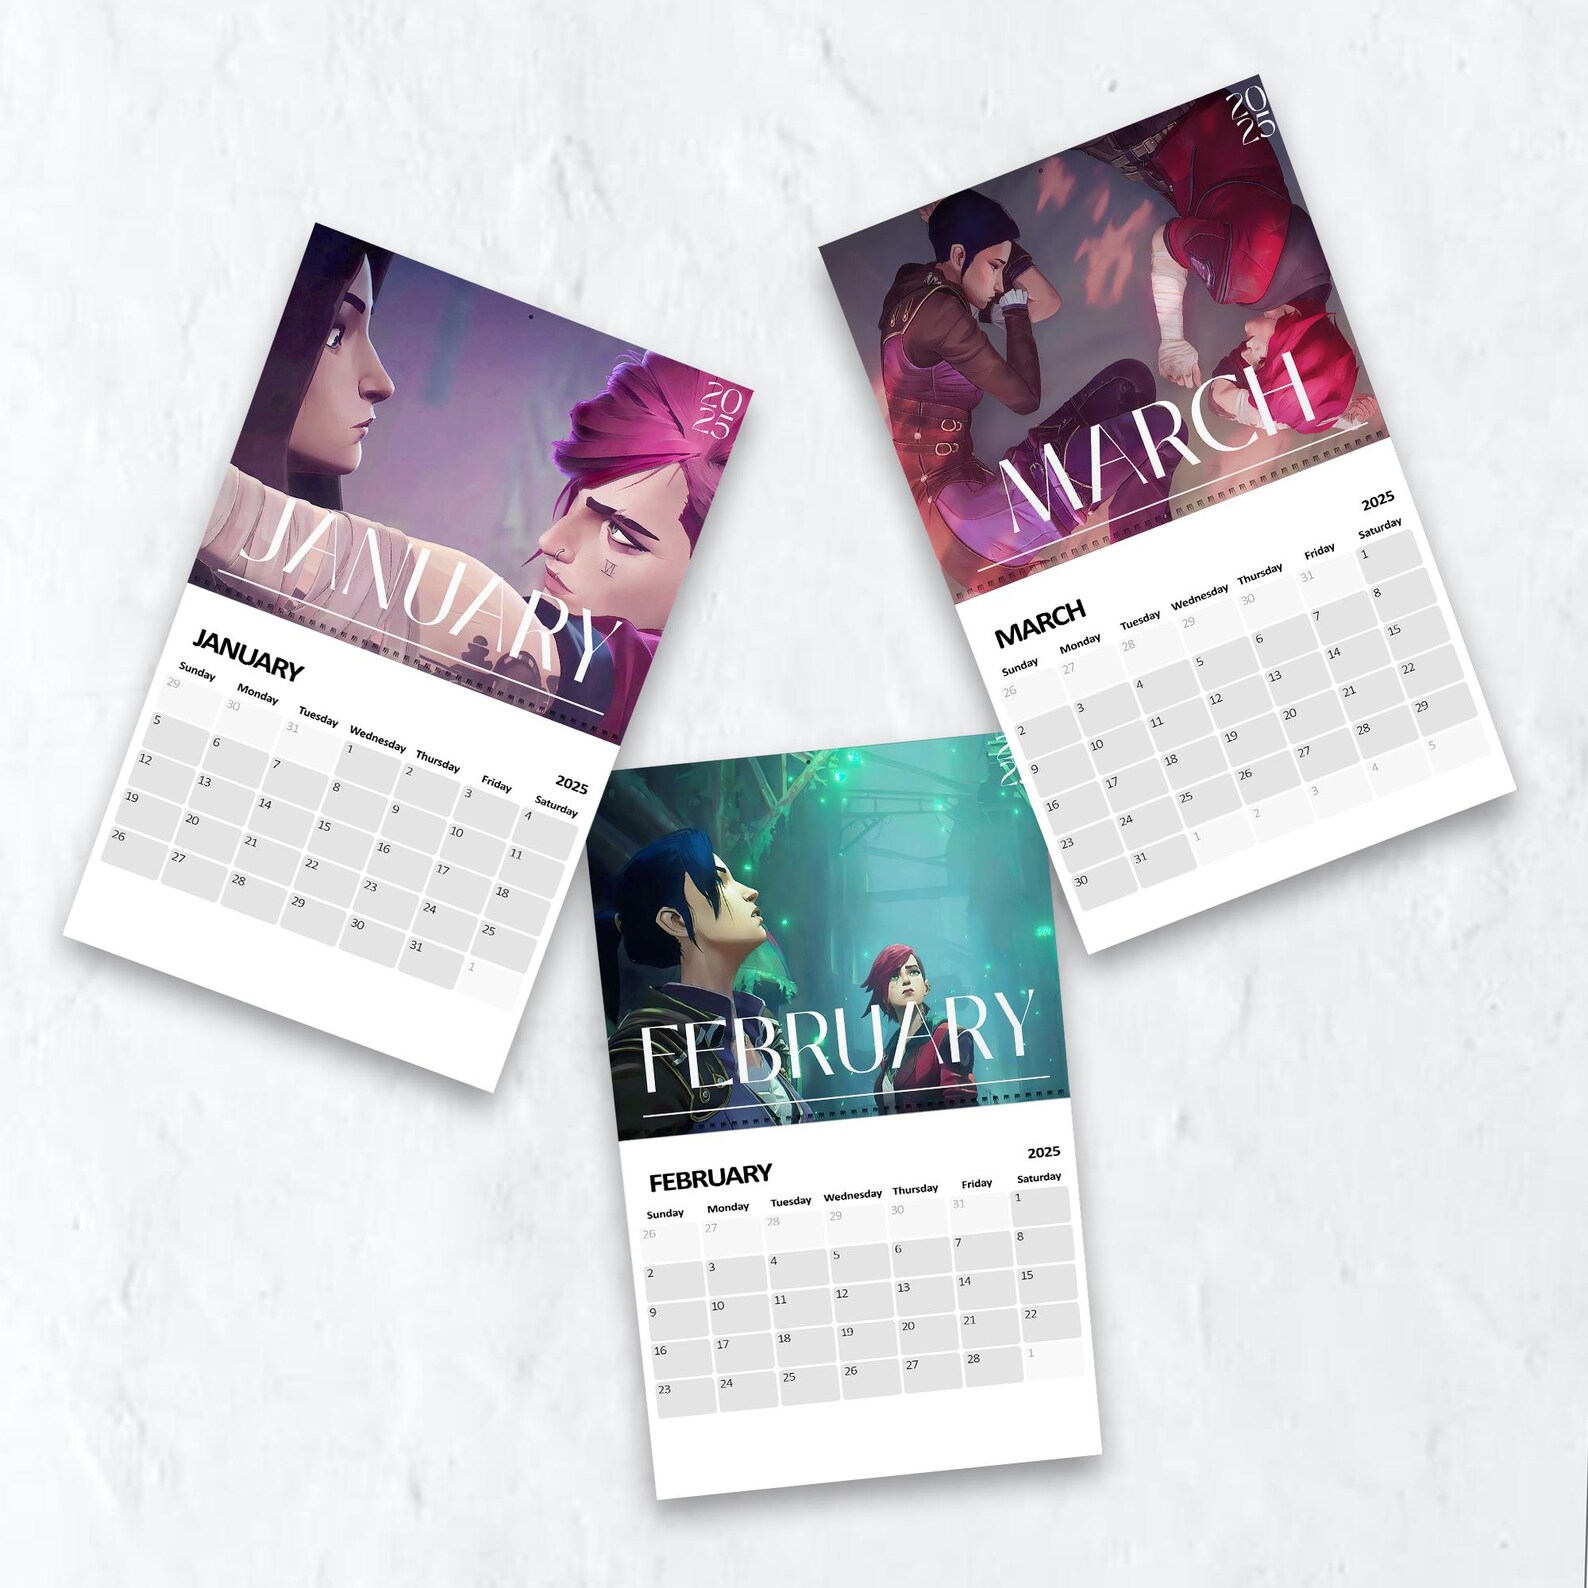 20
25
VI
JANUARY
JANUARY
2025
Sunday Monday Tuesday Wednesday Thursday Friday Saturday
29 30 31 1 2 3 4
5 6 7 8 9 10 11
12 13 14 15 16 17 18
19 20 21 22 23 24 25
26 27 28 29 30 31 1
FEBRUARY
FEBRUARY
2025
Sunday Monday Tuesday Wednesday Thursday Friday Saturday
26 27 28 29 30 31 1
2 3 4 5 6 7 8
9 10 11 12 13 14 15
16 17 18 19 20 21 22
23 24 25 26 27 28 1
20
25
MARCH
MARCH
2025
Sunday Monday Tuesday Wednesday Thursday Friday Saturday
26 27 28 29 30 31 1
2 3 4 5 6 7 8
9 10 11 12 13 14 15
16 17 18 19 20 21 22
23 24 25 26 27 28 29
30 31 1 2 3 4 5